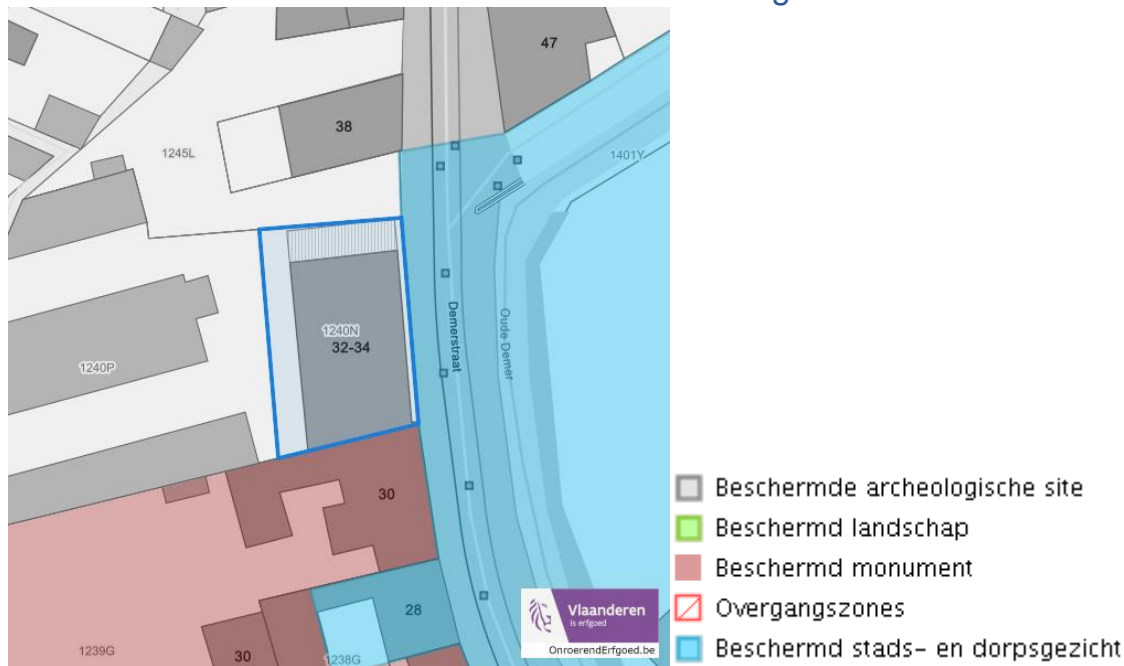 47
38
1245L
1401Y
1240N
32-34
Demerstraat
Oude Demer
1240P
30
28
1239G
30
1238G
Vlaanderen
is erfgoed
OnroerendErfgoed.be
Beschermde archeologische site
Beschermd landschap
Beschermd monument
Overgangszones
Beschermd stads- en dorpsgezicht